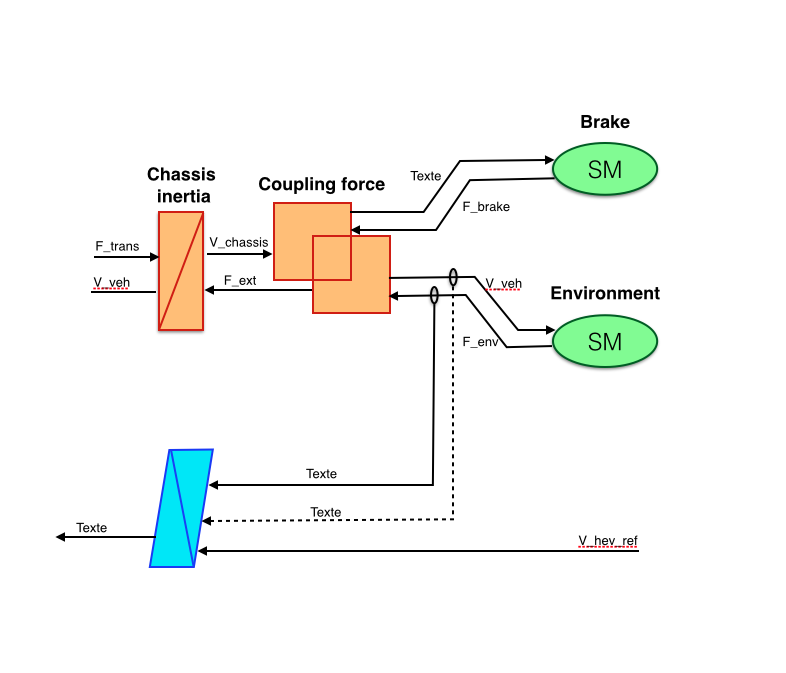 Brake
SM
Texte
F_brake
Chassis
inertia
Coupling force
F_trans
V_chassis
V_veh
F_ext
V_veh
Environment
SM
F_env
Texte
Texte
Texte
V_hev_ref